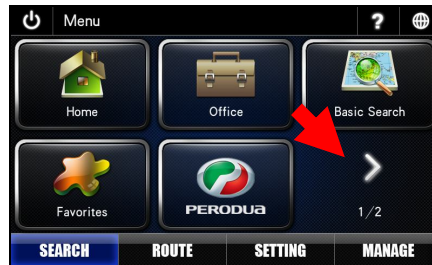 Menu
?
Home
Office
Basic Search
Favorites
PERODUA
1/2
SEARCH
ROUTE
SETTING
MANAGE